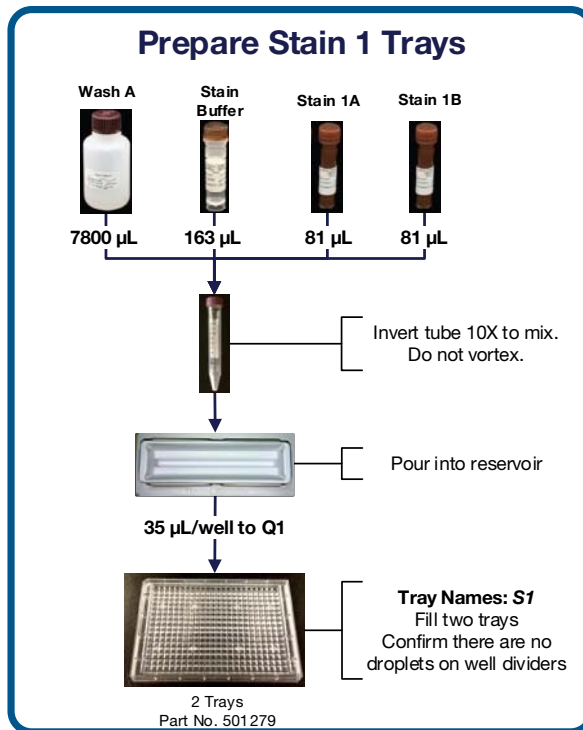 Prepare Stain 1 Trays
Wash A
Stain
Buffer
Stain 1A
Stain 1B
7800 µL
163 µL
81 µL
81 µL
Invert tube 10X to mix.
Do not vortex.
Pour into reservoir
35 µL/well to Q1
Tray Names: S1
Fill two trays
Confirm there are no
droplets on well dividers
2 Trays
Part No. 501279